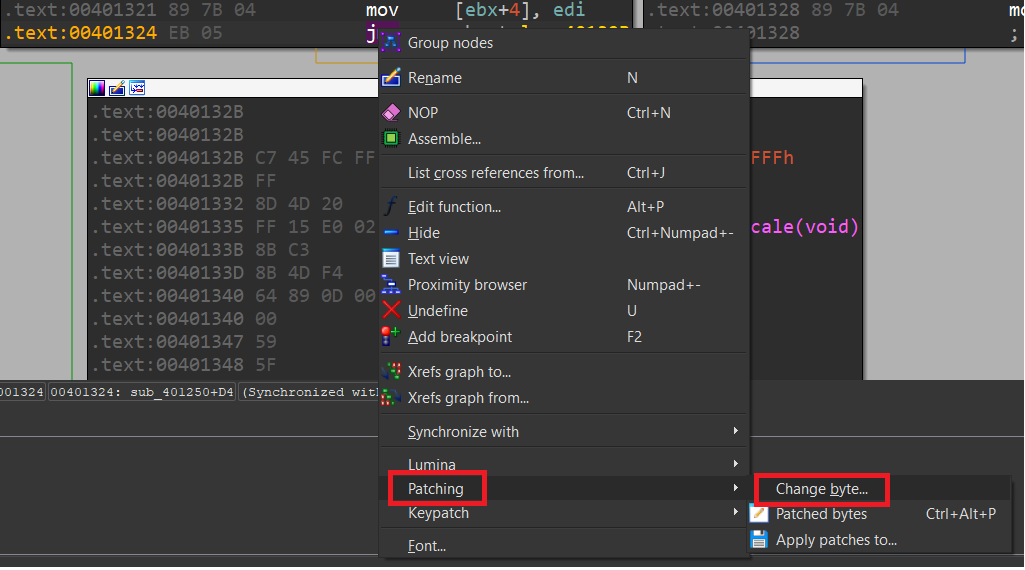 .text:00401321 89 7B 04 mov [ebx+4], edi
.text:00401328 89 7B 04
.text:00401324 EB 05
.text:00401328 ;
Group nodes
Rename N
NOP Ctrl+N
Assemble...
List cross references from... Ctrl+J
Edit function... Alt+P
Hide Ctrl+Numpad+-
Text view
Proximity browser Numpad+-
Undefine U
Add breakpoint F2
Xrefs graph to...
Xrefs graph from...
Synchronize with
Lumina
Patching
Keypatch
Font...
Change byte...
Patched bytes Ctrl+Alt+P
Apply patches to...
.text:0040132B
.text:0040132B
.text:0040132B C7 45 FC FF FFFh
.text:0040132B FF
.text:00401332 8D 4D 20
.text:00401335 FF 15 E0 02 cale(void)
.text:0040133B 8B C3
.text:0040133D 8B 4D F4
.text:00401340 64 89 0D 00
.text:00401340 00
.text:00401347 59
.text:00401348 5F
001324 00401324: sub_401250+D4 (Synchronized wit